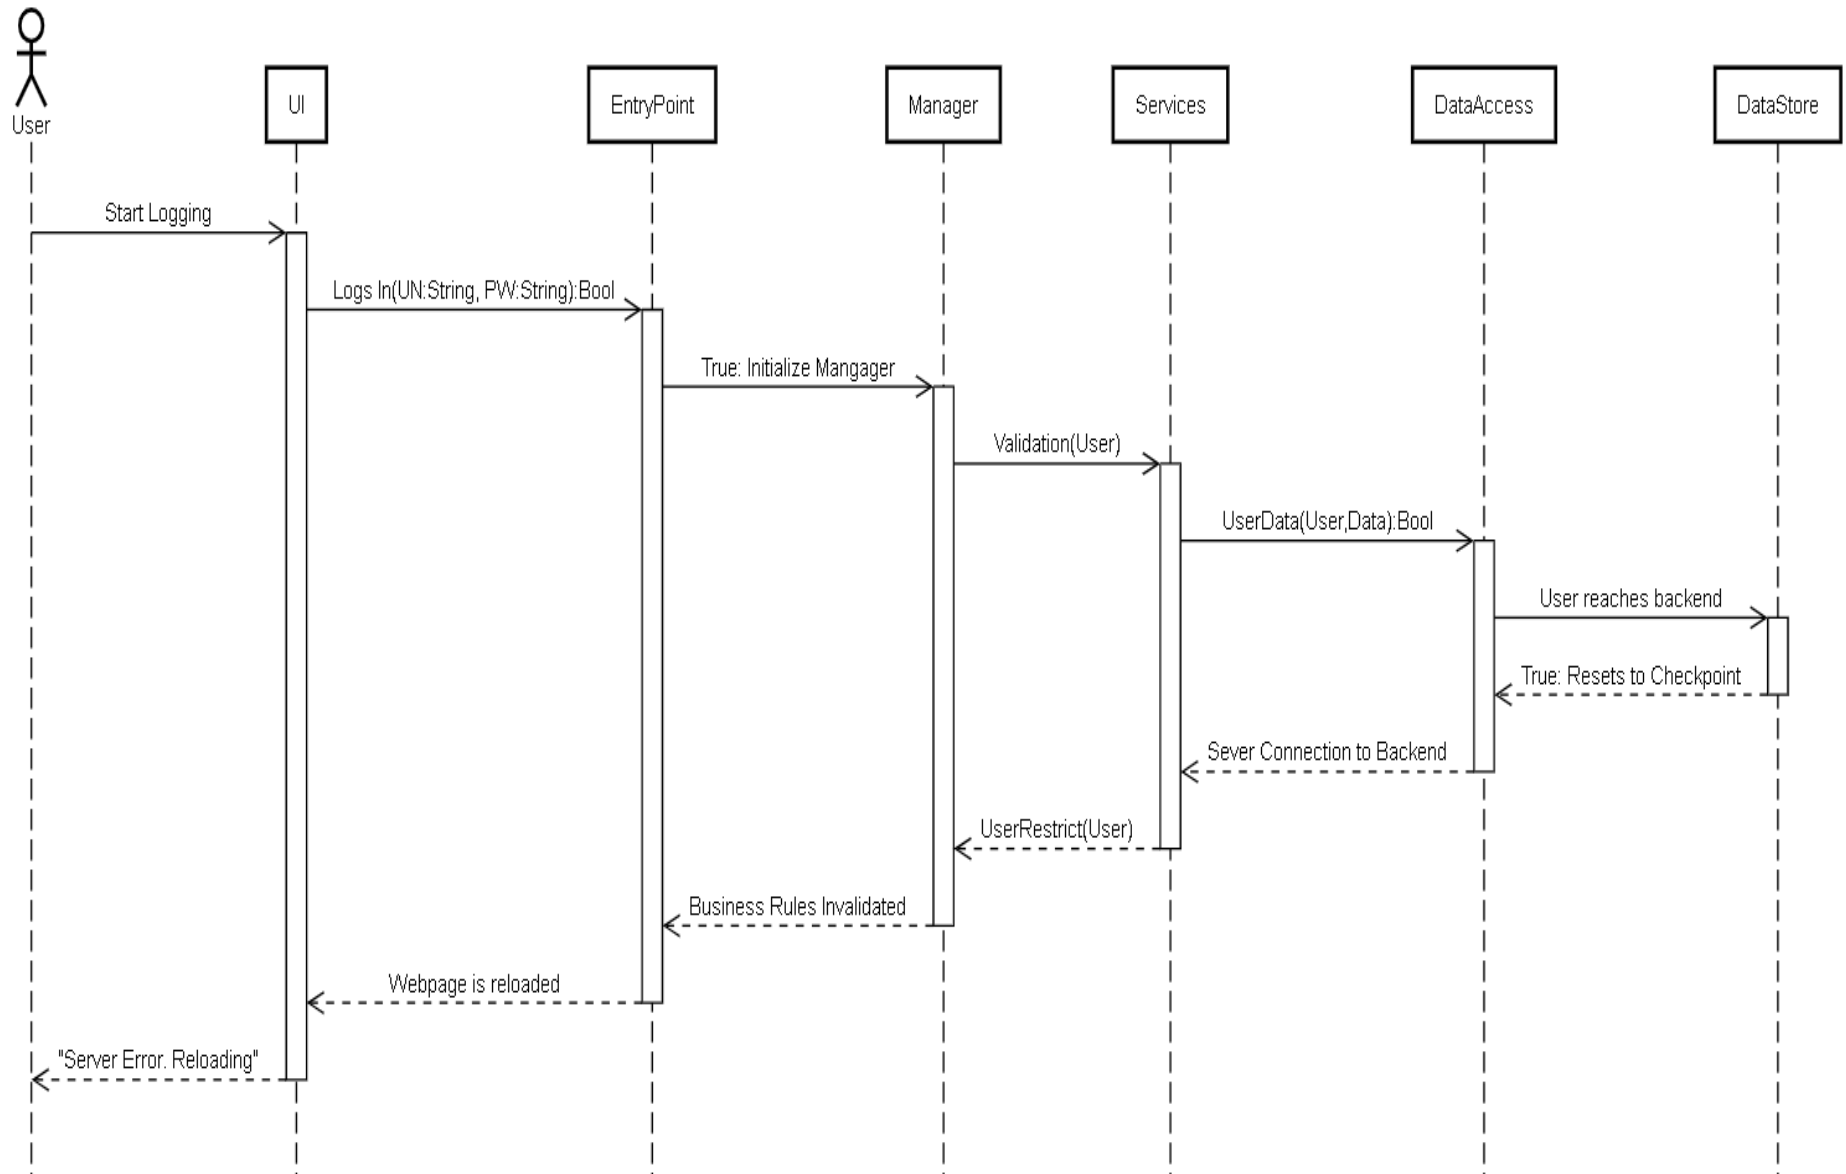 User
UI
EntryPoint
Manager
Services
DataAccess
DataStore
Start Logging
Logs In(UN:String, PW:String):Bool
True: Initialize Mangager
Validation(User)
UserData(User,Data):Bool
User reaches backend
True: Resets to Checkpoint
Sever Connection to Backend
UserRestrict(User)
Business Rules Invalidated
Webpage is reloaded
"Server Error. Reloading"